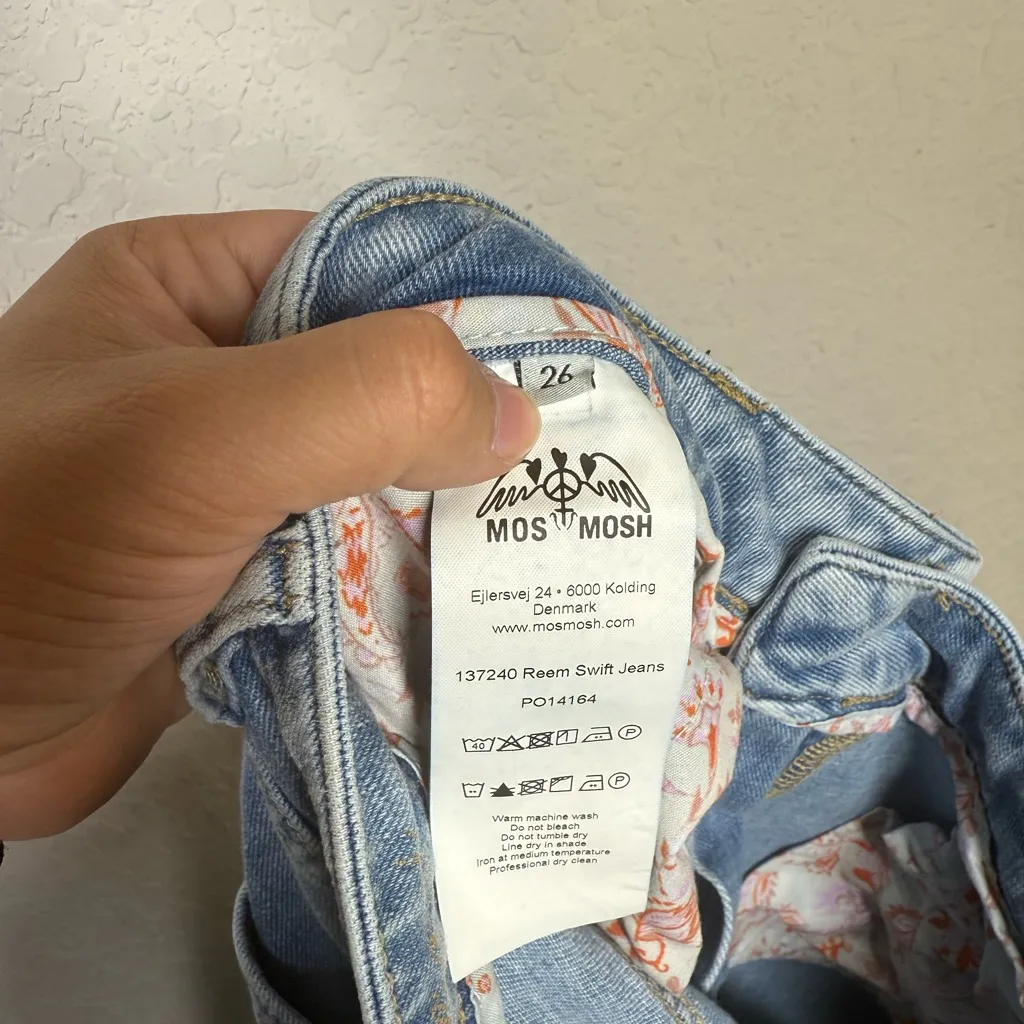 26
MOS MOSH
Ejlersvej 24 • 6000 Kolding
Denmark
www.mosmosh.com
137240 Reem Swift Jeans
PO14164
40 P
P
Warm machine wash
Do not bleach
Do not tumble dry
Line dry in shade
Iron at medium temperature
Professional dry clean